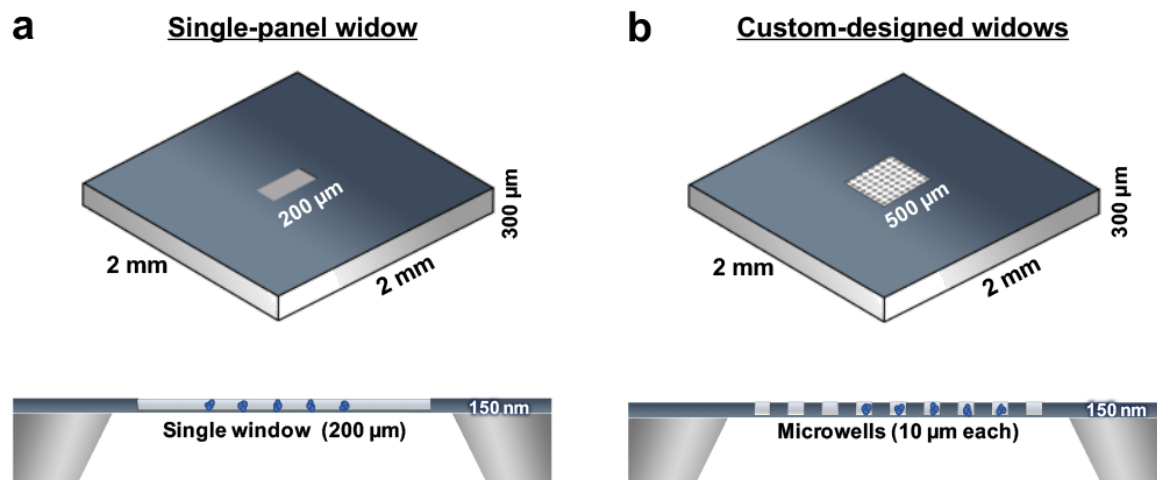 a
Single-panel widow
200 µm
300 µm
2 mm
2 mm
150 nm
Single window (200 µm)
b
Custom-designed widows
500 µm
300 µm
2 mm
2 mm
150 nm
Microwells (10 µm each)